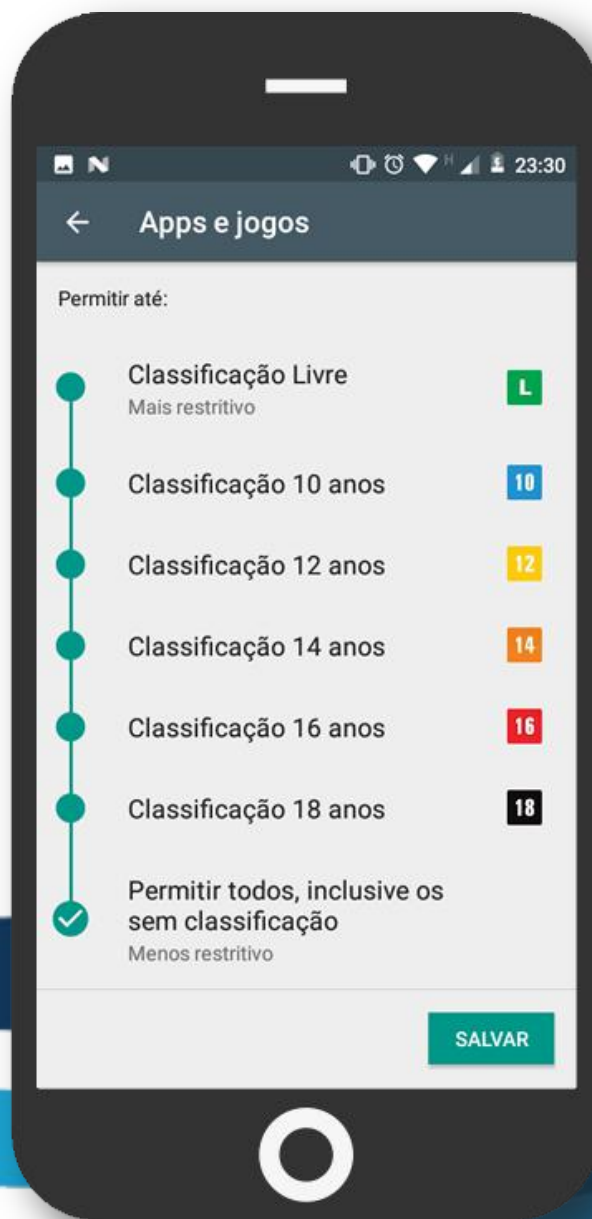 H 23:30
Apps e jogos
Permitir até:
Classificação Livre
Mais restritivo
L
Classificação 10 anos
10
Classificação 12 anos
12
Classificação 14 anos
14
Classificação 16 anos
16
Classificação 18 anos
18
Permitir todos, inclusive os
sem classificação
Menos restritivo
SALVAR